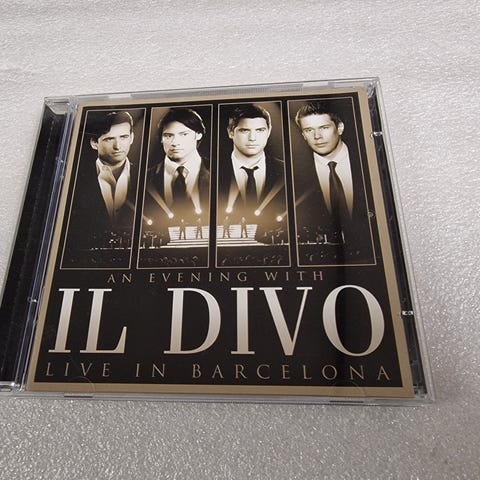 AN EVENING WITH
IL DIVO
LIVE IN BARCELONA